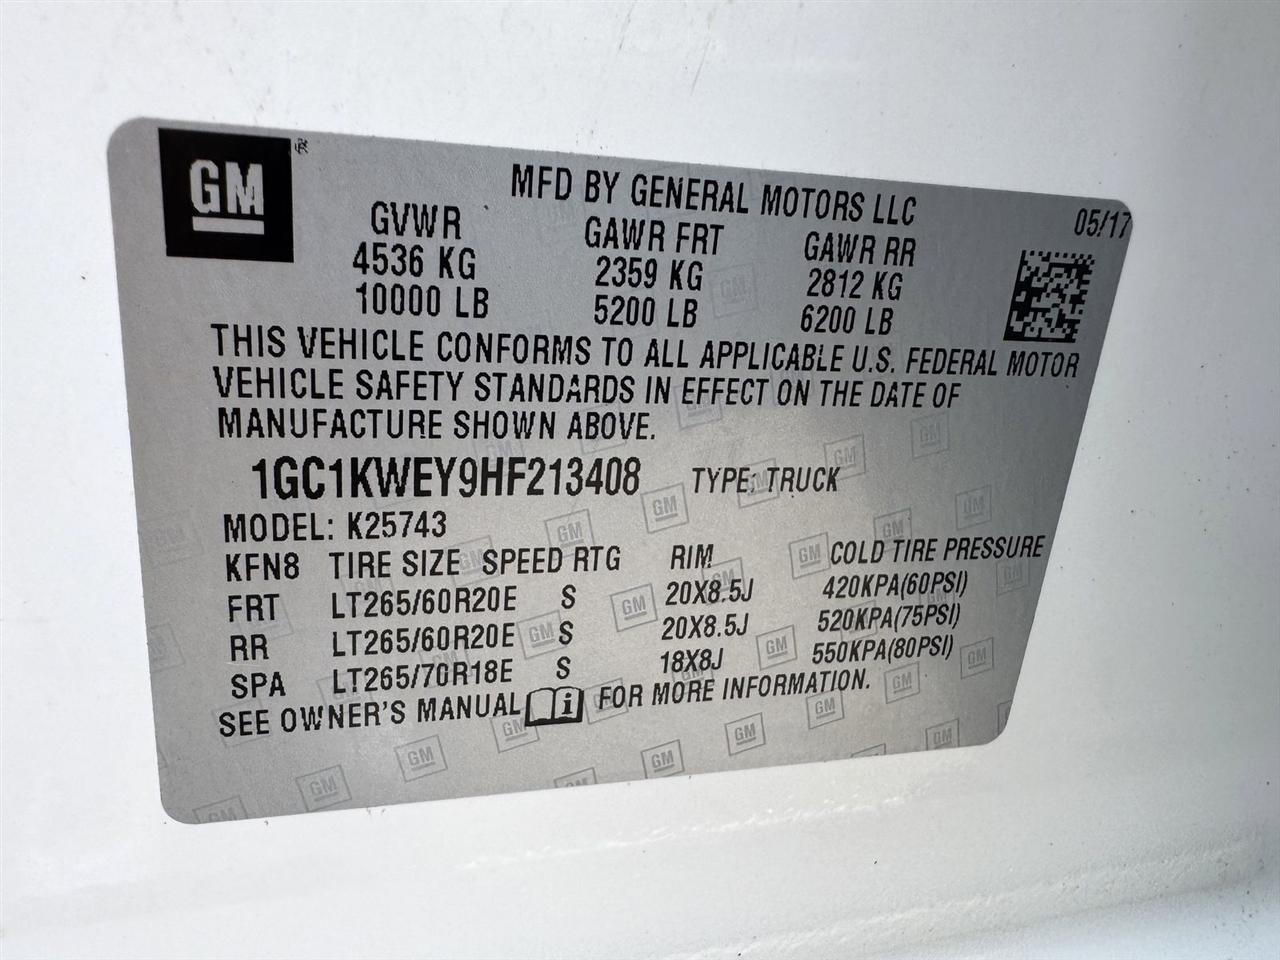 GM ®
MFD BY GENERAL MOTORS LLC
05/17
GVWR GAWR FRT GAWR RR
4536 KG 2359 KG 2812 KG
10000 LB 5200 LB 6200 LB
THIS VEHICLE CONFORMS TO ALL APPLICABLE U.S. FEDERAL MOTOR
VEHICLE SAFETY STANDARDS IN EFFECT ON THE DATE OF
MANUFACTURE SHOWN ABOVE.
1GC1KWEY9HF213408 TYPE: TRUCK
MODEL: K25743
KFN8 TIRE SIZE SPEED RTG RIM COLD TIRE PRESSURE
FRT LT265/60R20E S 20X8.5J 420KPA(60PSI)
RR LT265/60R20E S 20X8.5J 520KPA(75PSI)
SPA LT265/70R18E S 18X8J 550KPA(80PSI)
SEE OWNER'S MANUAL i FOR MORE INFORMATION.